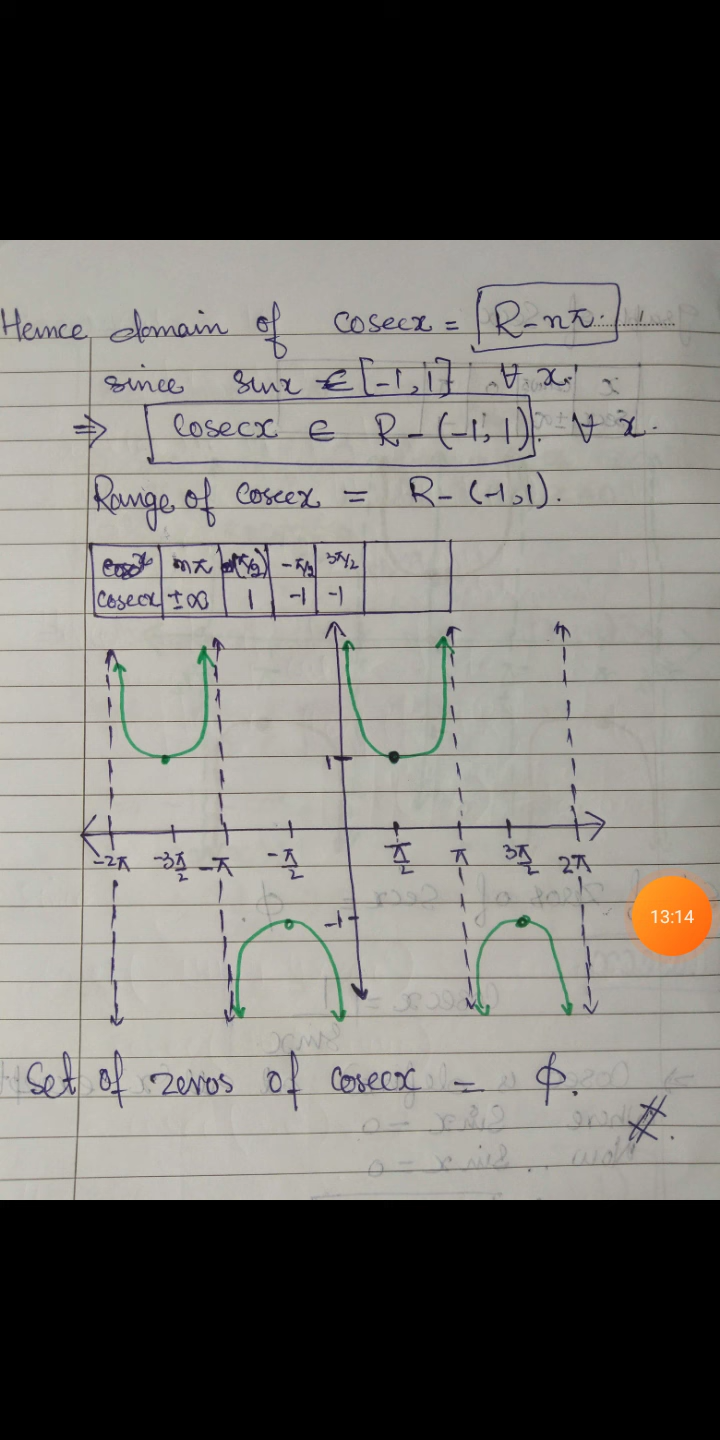 Hence domain of cosecx = R-nπ.
since sinx ∈ [-1,1] ∀ x.
⇒ cosecx ∈ R-(-1,1). ∀ x.
Range of cosecx = R-(-1,1).
x nπ (π/2) -π/2 3π/2
cosecx ±∞ 1 -1 -1
1
-2π -3π/2 -π -π/2 π/2 π 3π/2 2π
-1
13:14
Set of zeros of cosecx = ϕ.
#.